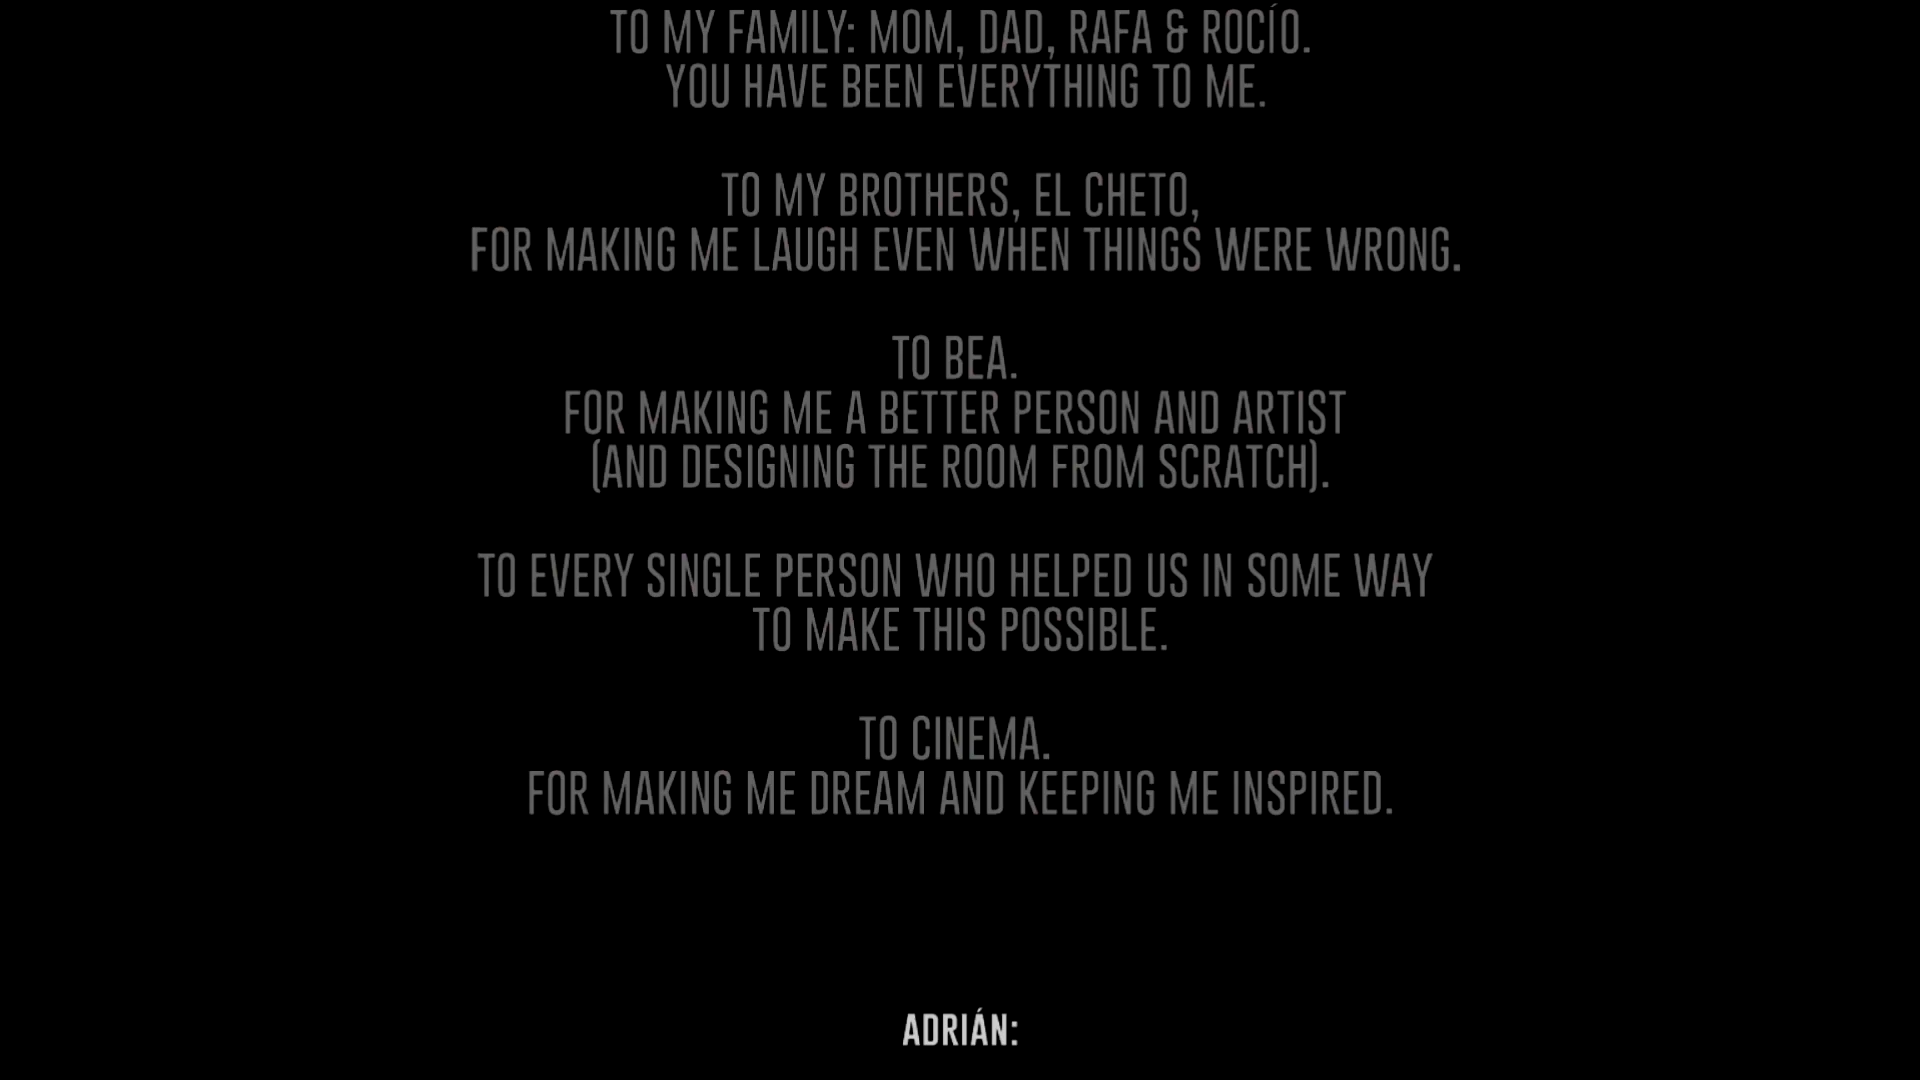 TO MY FAMILY: MOM, DAD, RAFA & ROCÍO.
YOU HAVE BEEN EVERYTHING TO ME.
TO MY BROTHERS, EL CHETO,
FOR MAKING ME LAUGH EVEN WHEN THINGS WERE WRONG.
TO BEA.
FOR MAKING ME A BETTER PERSON AND ARTIST
(AND DESIGNING THE ROOM FROM SCRATCH).
TO EVERY SINGLE PERSON WHO HELPED US IN SOME WAY
TO MAKE THIS POSSIBLE.
TO CINEMA.
FOR MAKING ME DREAM AND KEEPING ME INSPIRED.
ADRIÁN: